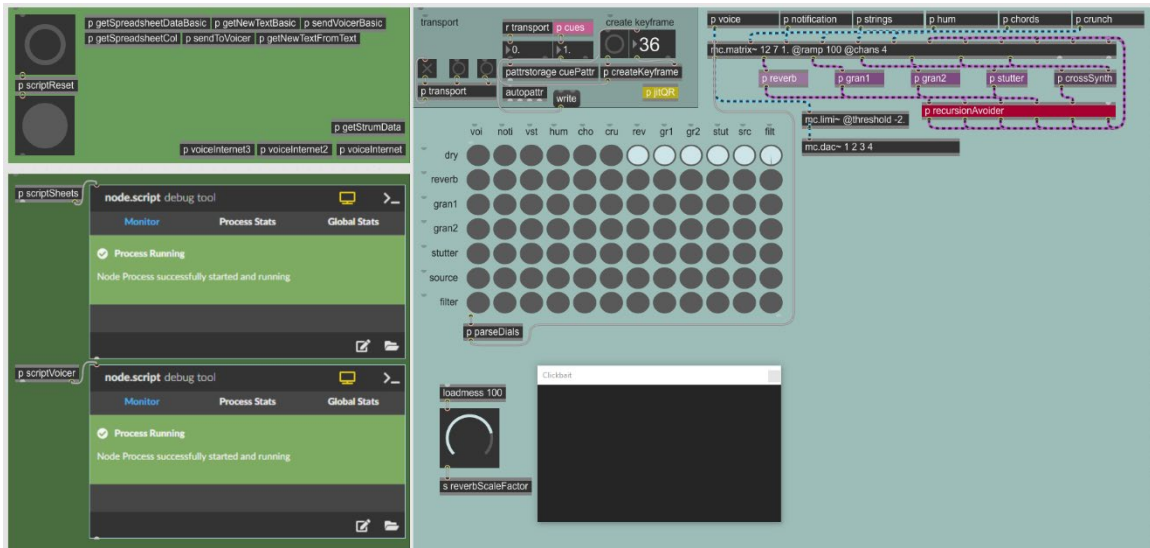 p getSpreadsheetDataBasic p getNewTextBasic p sendVoicerBasic
p getSpreadsheetCol p sendToVoicer p getNewTextFromText
p scriptReset
p getStrumData
p voiceInternet3 p voiceInternet2 p voiceInternet
p scriptSheets
node.script debug tool
Monitor Process Stats Global Stats
Process Running
Node Process successfully started and running
p scriptVoicer
node.script debug tool
Monitor Process Stats Global Stats
Process Running
Node Process successfully started and running
transport
r transport p cues
create keyframe
0. 1.
36
pattrstorage cuePattr p createKeyframe
p transport
autopattr
write
p jitQR
voi noti vst hum cho cru rev gr1 gr2 stut src filt
dry
reverb
gran1
gran2
stutter
source
filter
p parseDials
loadmess 100
s reverbScaleFactor
Clickbait
p voice p notification p strings p hum p chords p crunch
mc.matrix~ 12 7 1. @ramp 100 @chans 4
p reverb p gran1 p gran2 p stutter p crossSynth
p recursionAvoider
mc.limi~ @threshold -2.
mc.dac~ 1 2 3 4